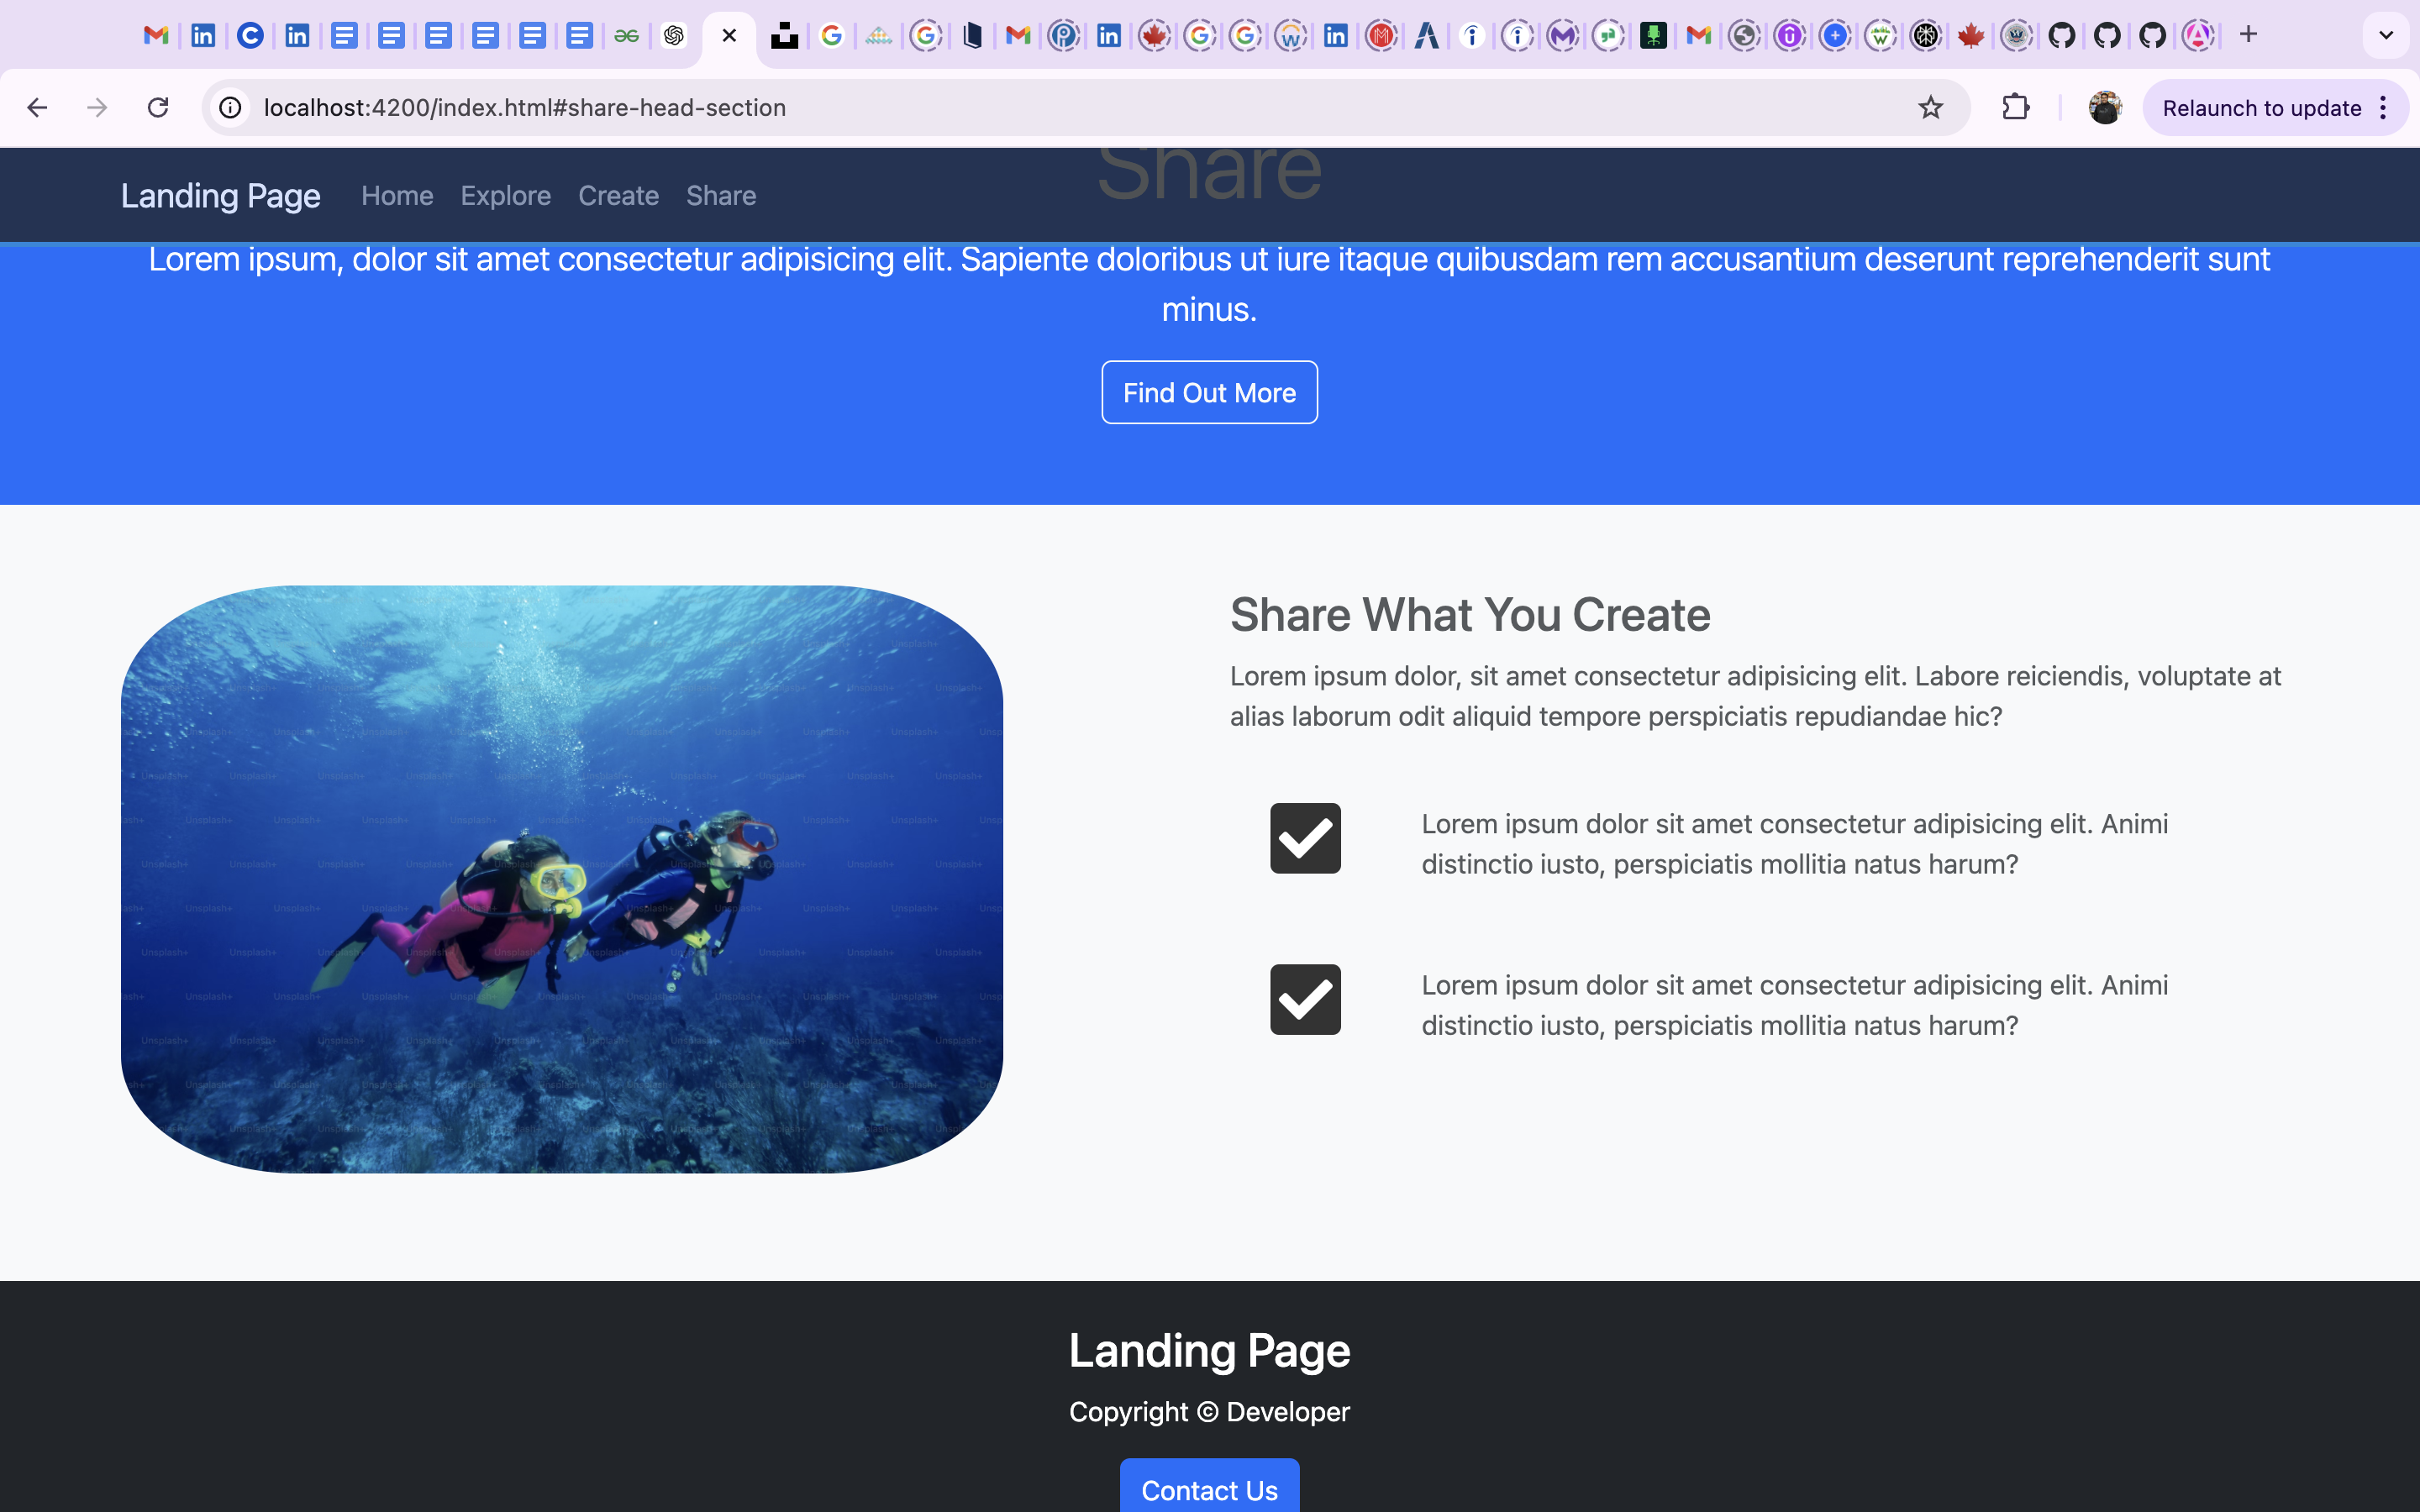 localhost:4200/index.html#share-head-section
Relaunch to update
Share
Landing Page Home Explore Create Share
Lorem ipsum, dolor sit amet consectetur adipisicing elit. Sapiente doloribus ut iure itaque quibusdam rem accusantium deserunt reprehenderit sunt
minus.
Find Out More
Unsplash+
Share What You Create
Lorem ipsum dolor, sit amet consectetur adipisicing elit. Labore reiciendis, voluptate at
alias laborum odit aliquid tempore perspiciatis repudiandae hic?
Lorem ipsum dolor sit amet consectetur adipisicing elit. Animi
distinctio iusto, perspiciatis mollitia natus harum?
Lorem ipsum dolor sit amet consectetur adipisicing elit. Animi
distinctio iusto, perspiciatis mollitia natus harum?
Landing Page
Copyright © Developer
Contact Us